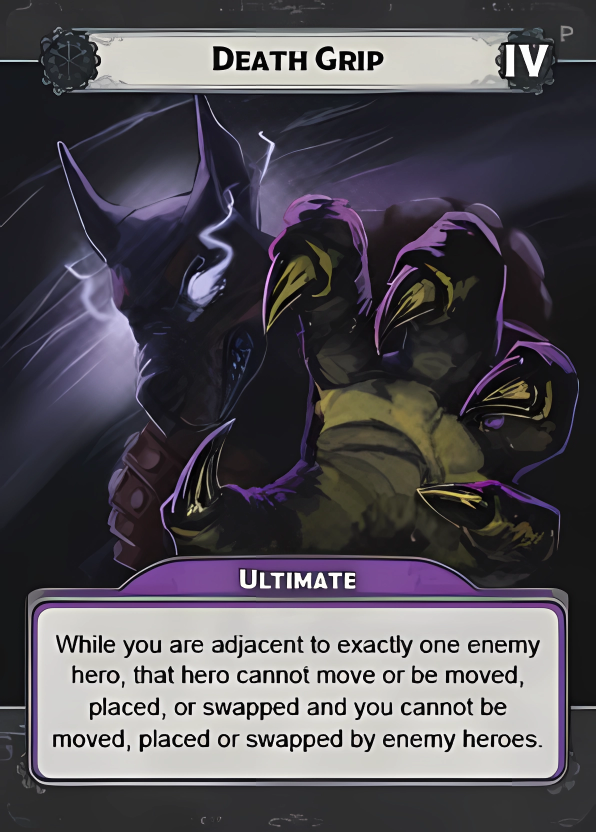 P
DEATH GRIP
IV
ULTIMATE
While you are adjacent to exactly one enemy
hero, that hero cannot move or be moved,
placed, or swapped and you cannot be
moved, placed or swapped by enemy heroes.